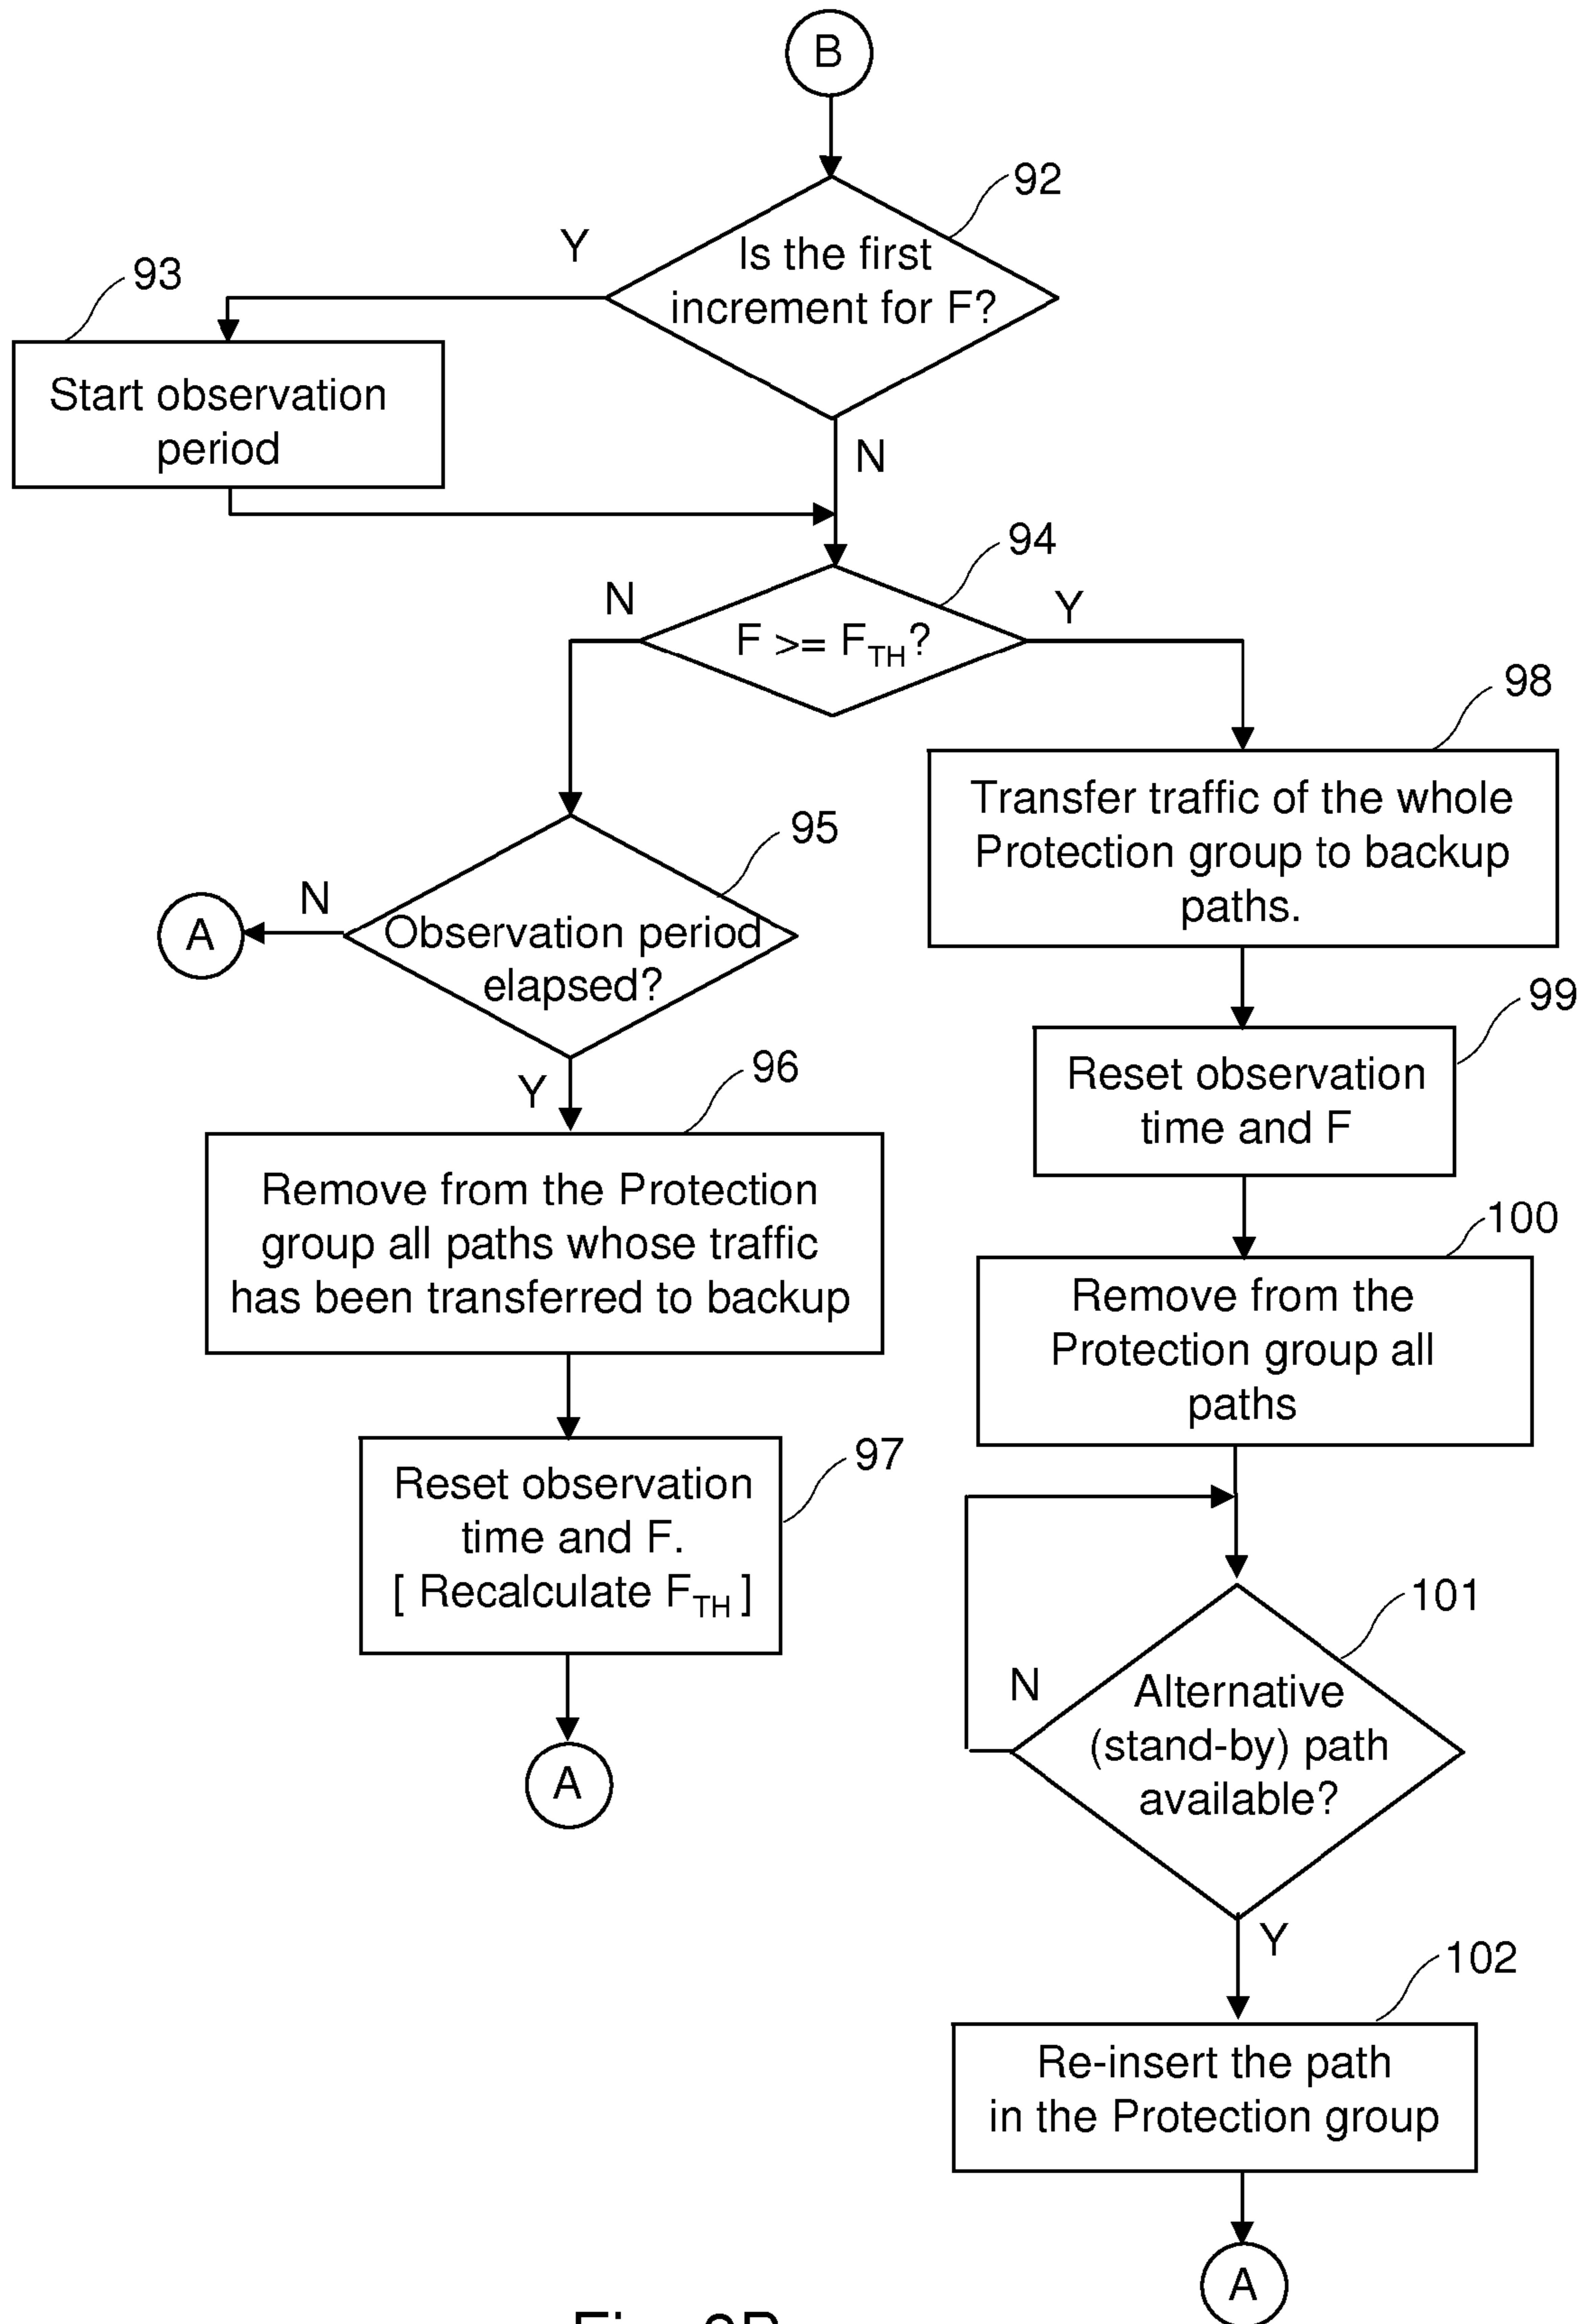 B
92
Y
Is the first
increment for F?
93
Start observation
period
N
94
N
Y
F >= FTH?
98
Transfer traffic of the whole
Protection group to backup
paths.
95
N
A
Observation period
elapsed?
99
Reset observation
time and F
Y
96
Remove from the Protection
group all paths whose traffic
has been transferred to backup
100
Remove from the
Protection group all
paths
97
Reset observation
time and F.
[ Recalculate FTH ]
A
101
N
Alternative
(stand-by) path
available?
Y
102
Re-insert the path
in the Protection group
A